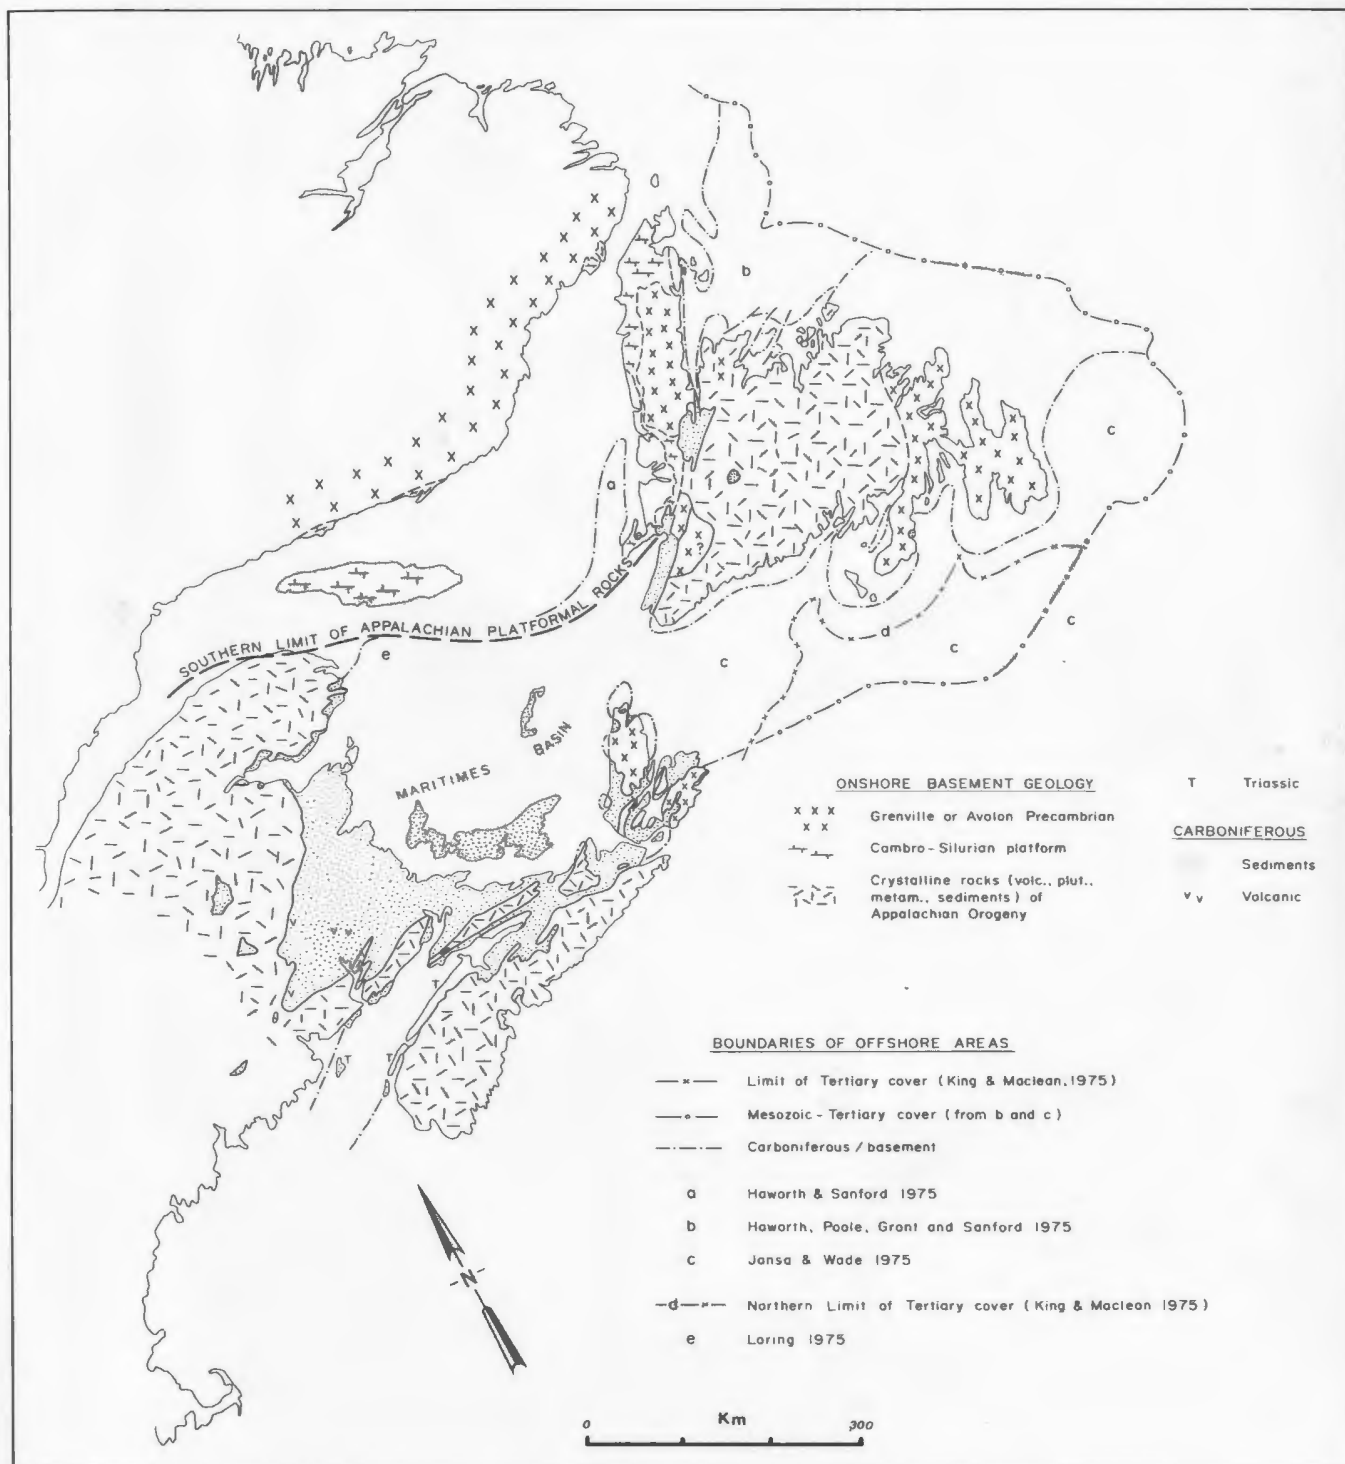 b
c
a
SOUTHERN LIMIT OF APPALACHIAN PLATFORMAL ROCKS
?
e
d
c
c
c
BASIN
MARITIMES
T
T
T
ONSHORE BASEMENT GEOLOGY
x x x
x x
Grenville or Avalon Precambrian
Cambro-Silurian platform
Crystalline rocks (volc., plut.,
metam., sediments) of
Appalachian Orogeny
T Triassic
CARBONIFEROUS
Sediments
v v Volcanic
BOUNDARIES OF OFFSHORE AREAS
—x— Limit of Tertiary cover (King & Maclean, 1975)
—o— Mesozoic - Tertiary cover (from b and c)
Carboniferous / basement
a Haworth & Sanford 1975
b Haworth, Poole, Grant and Sanford 1975
c Jansa & Wade 1975
—d—x— Northern Limit of Tertiary cover (King & Maclean 1975)
e Loring 1975
N
Km
0 300